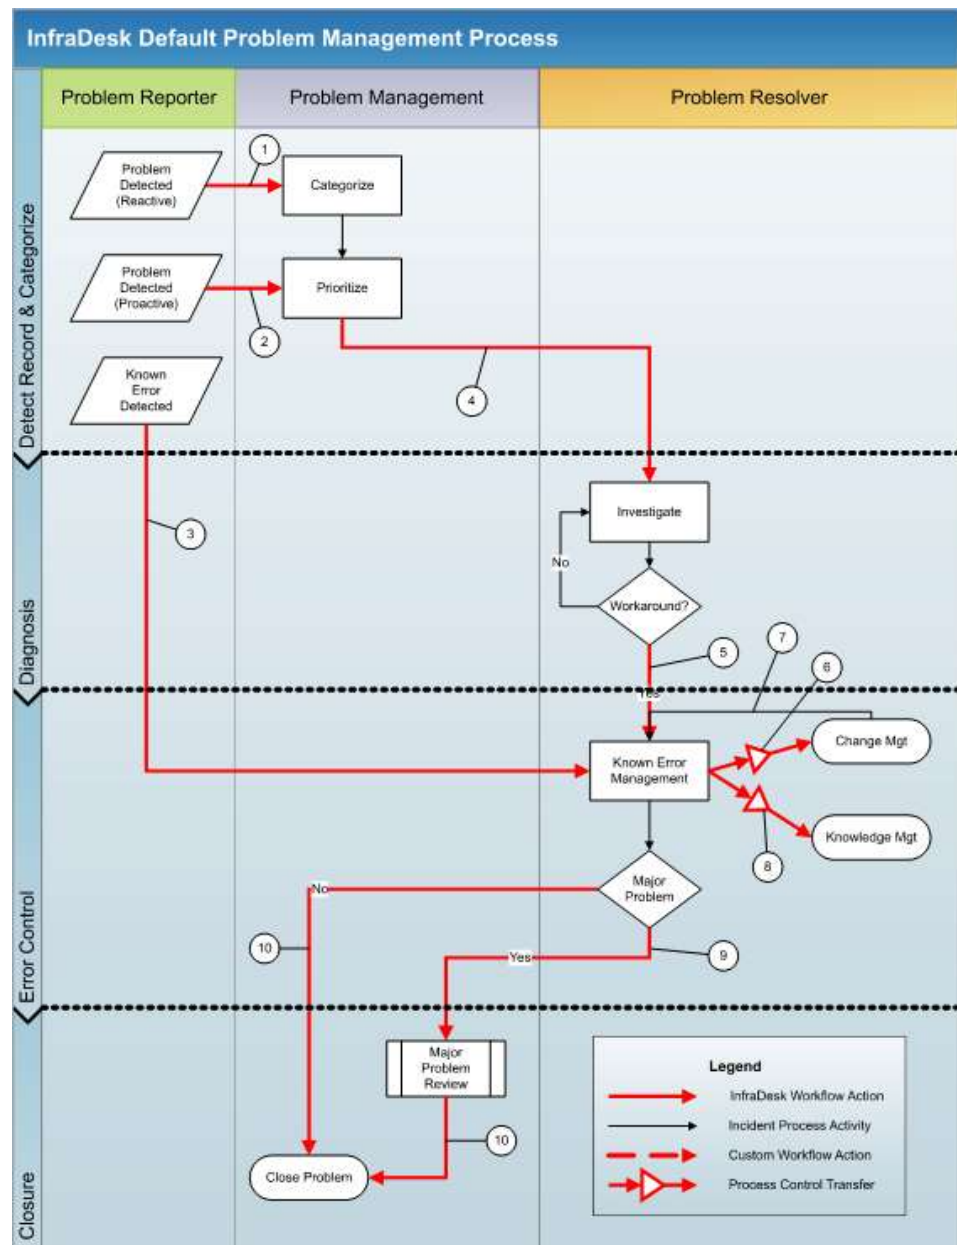 InfraDesk Default Problem Management Process
Problem Reporter
Problem Management
Problem Resolver
Detect Record & Categorize
Problem
Detected
(Reactive)
1
Categorize
Problem
Detected
(Proactive)
2
Prioritize
Known
Error
Detected
4
3
Diagnosis
Investigate
No
Workaround?
5
7
6
Yes
Error Control
Known Error
Management
Change Mgt
Knowledge Mgt
8
Major
Problem
No
10
Yes
9
Closure
Major
Problem
Review
10
Close Problem
Legend
InfraDesk Workflow Action
Incident Process Activity
Custom Workflow Action
Process Control Transfer